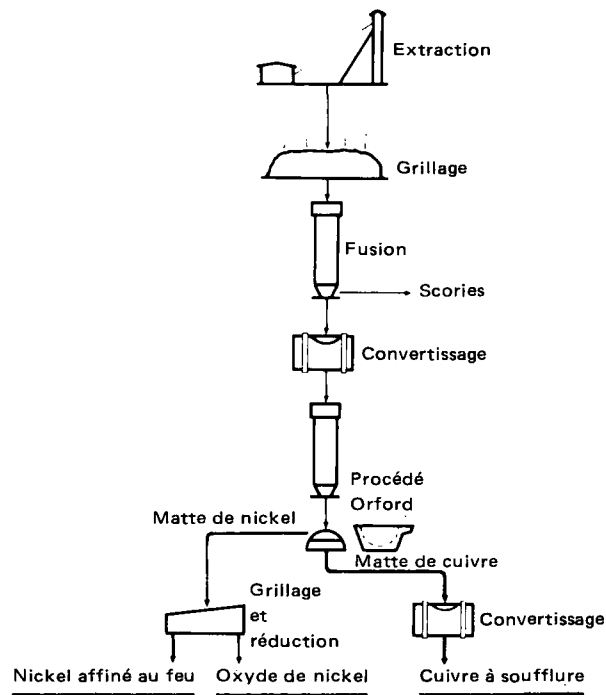 Extraction
Grillage
Fusion
Scories
Convertissage
Procédé
Orford
Matte de nickel
Matte de cuivre
Grillage
et
réduction
Convertissage
Nickel affiné au feu
Oxyde de nickel
Cuivre à soufflure